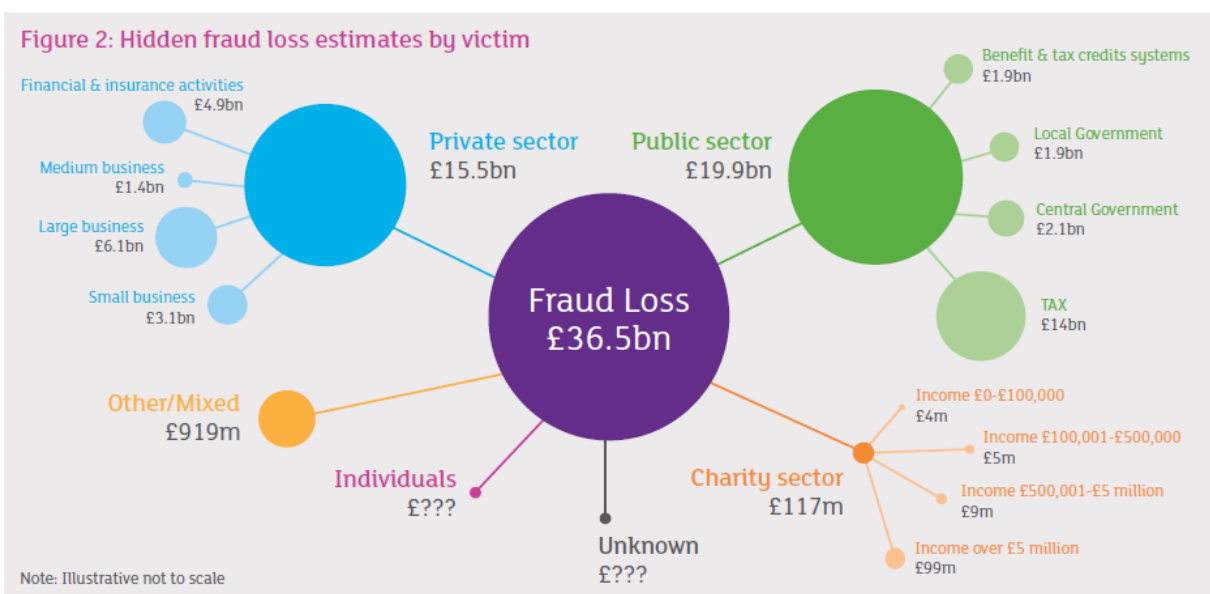 Figure 2: Hidden fraud loss estimates by victim
Financial & insurance activities
£4.9bn
Medium business
£1.4bn
Large business
£6.1bn
Small business
£3.1bn
Private sector
£15.5bn
Public sector
£19.9bn
Benefit & tax credits systems
£1.9bn
Local Government
£1.9bn
Central Government
£2.1bn
TAX
£14bn
Fraud Loss
£36.5bn
Other/Mixed
£919m
Individuals
£???
Unknown
£???
Charity sector
£117m
Income £0-£100,000
£4m
Income £100,001-£500,000
£5m
Income £500,001-£5 million
£9m
Income over £5 million
£99m
Note: Illustrative not to scale